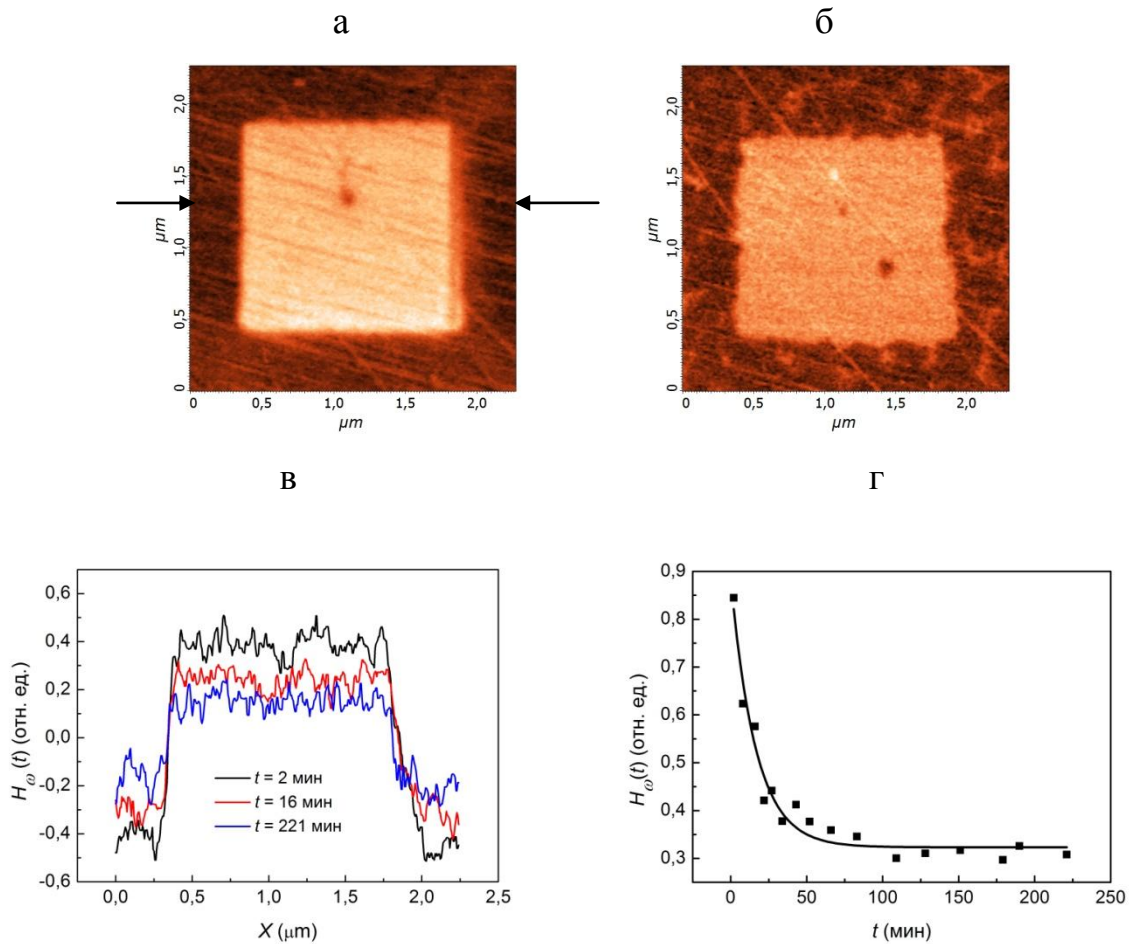 а
б
2,0
1,5
1,0
0,5
0
μm
0 0,5 1,0 1,5 2,0
μm
2,0
1,5
1,0
0,5
0
μm
0 0,5 1,0 1,5 2,0
μm
в
г
0,6
0,4
0,2
0,0
-0,2
-0,4
-0,6
Hω (t) (отн. ед.)
t = 2 мин
t = 16 мин
t = 221 мин
0,0 0,5 1,0 1,5 2,0 2,5
X (μm)
0,9
0,8
0,7
0,6
0,5
0,4
0,3
Hω(t) (отн. ед.)
0 50 100 150 200 250
t (мин)